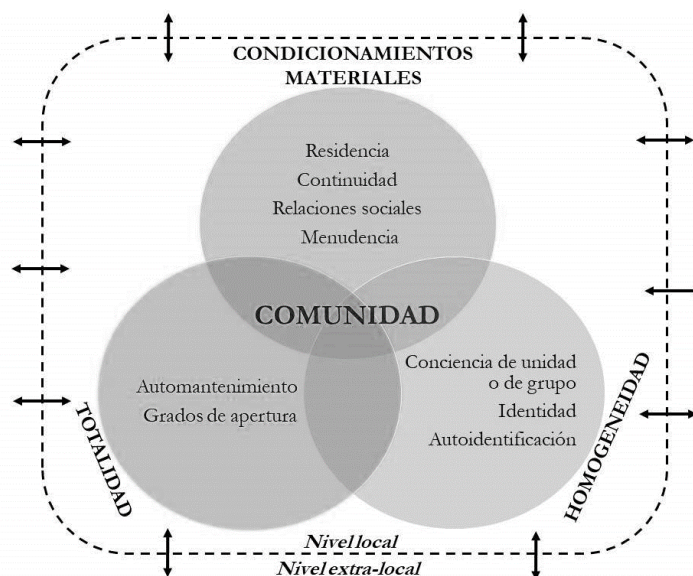 CONDICIONAMIENTOS
MATERIALES
Residencia
Continuidad
Relaciones sociales
Menudencia
COMUNIDAD
Automantenimiento
Grados de apertura
Conciencia de unidad
o de grupo
Identidad
Autoidentificación
TOTALIDAD
HOMOGENEIDAD
Nivel local
Nivel extra-local